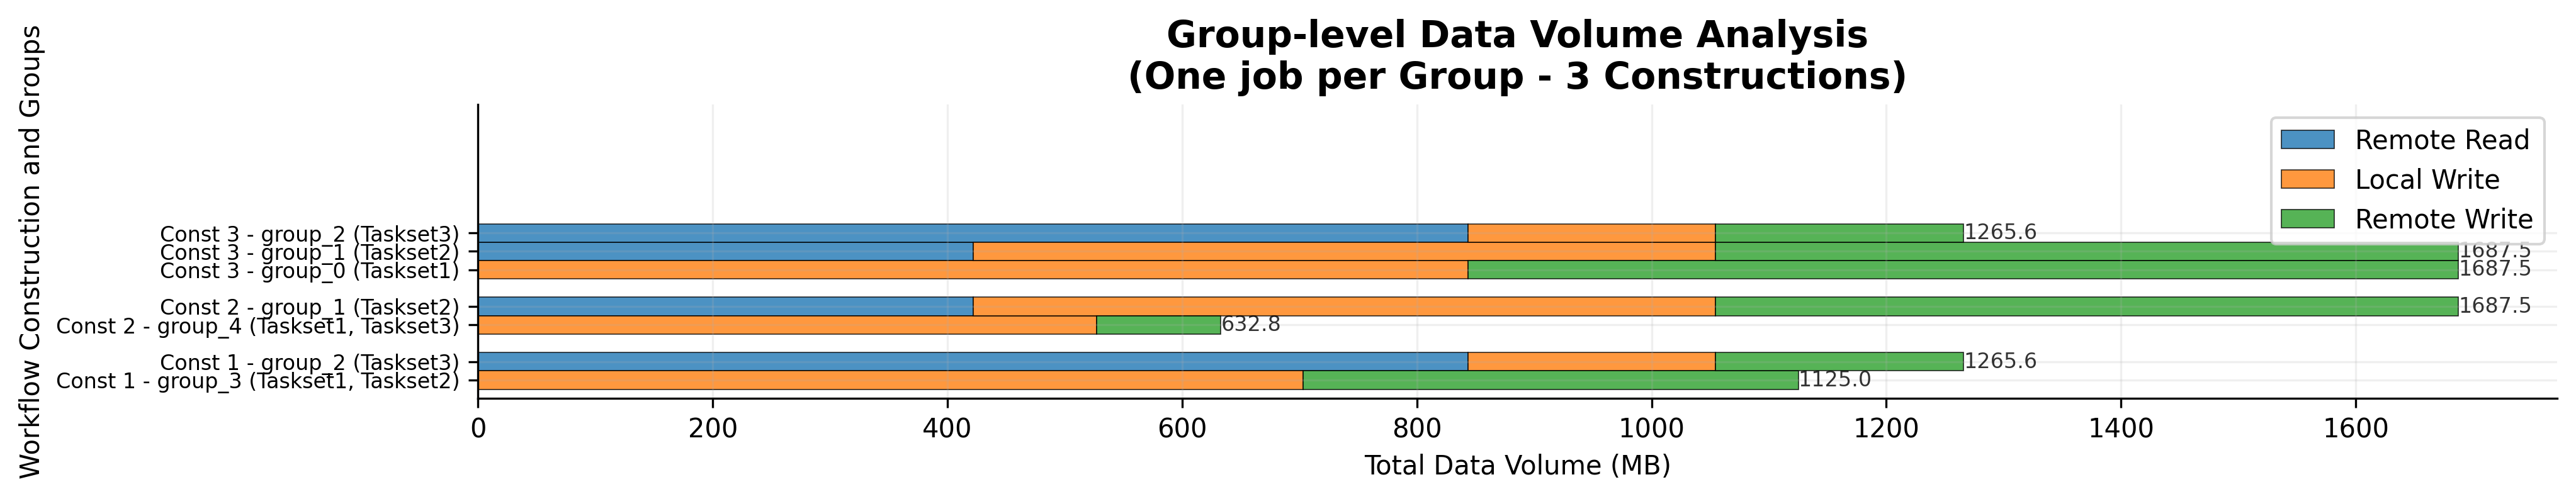 Group-level Data Volume Analysis
(One job per Group - 3 Constructions)
Workflow Construction and Groups
Remote Read
Local Write
Remote Write
Const 3 - group_2 (Taskset3)
1265.6
Const 3 - group_1 (Taskset2)
1687.5
Const 3 - group_0 (Taskset1)
1687.5
Const 2 - group_1 (Taskset2)
1687.5
Const 2 - group_4 (Taskset1, Taskset3)
632.8
Const 1 - group_2 (Taskset3)
1265.6
Const 1 - group_3 (Taskset1, Taskset2)
1125.0
0 200 400 600 800 1000 1200 1400 1600
Total Data Volume (MB)